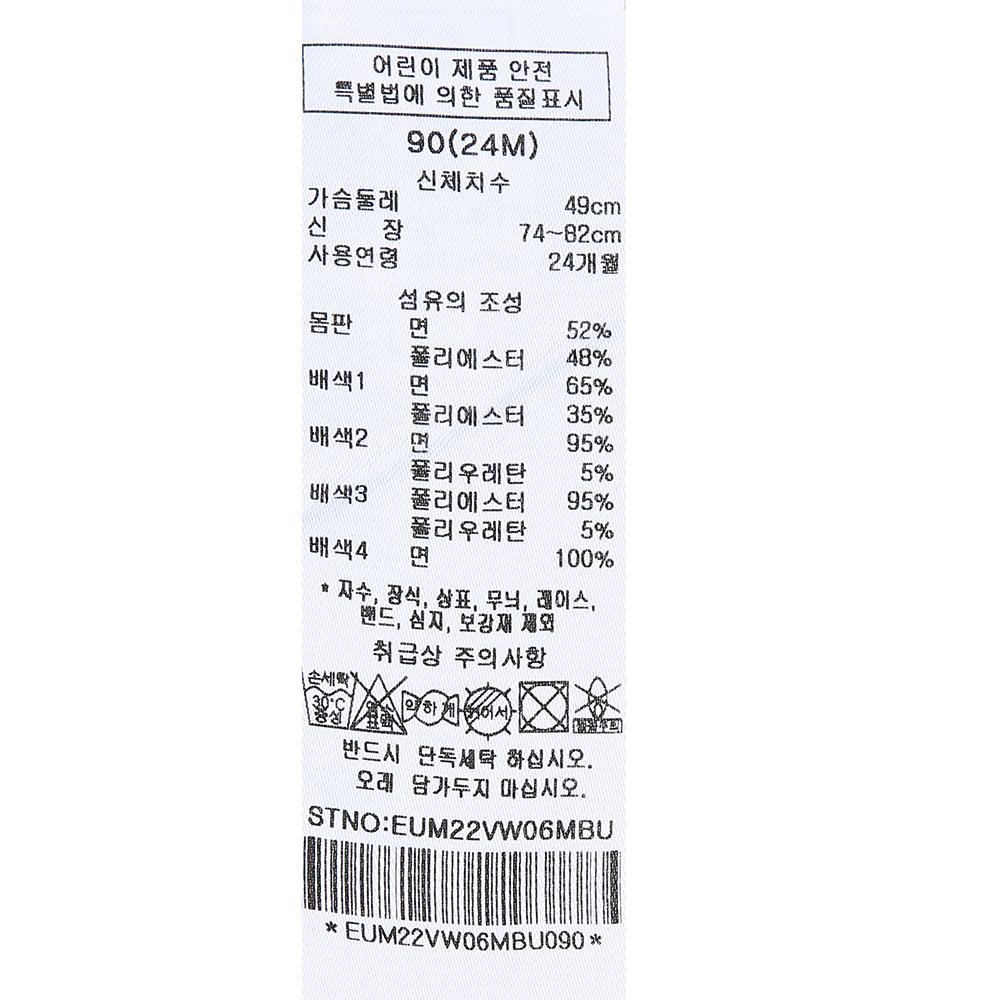 어린이 제품 안전
특별법에 의한 품질표시
90(24M)
신체치수
가슴둘레 49cm
신 장 74~82cm
사용연령 24개월
섬유의 조성
몸판 면 52%
폴리에스터 48%
배색1 면 65%
폴리에스터 35%
배색2 면 95%
폴리우레탄 5%
배색3 폴리에스터 95%
폴리우레탄 5%
배색4 면 100%
* 자수, 장식, 상표, 무늬, 레이스,
밴드, 심지, 보강재 제외
취급상 주의사항
손세탁
30°C 중성 염소 표백 약하게 뉘어서
반드시 단독세탁 하십시오.
오래 담가두지 마십시오.
STNO:EUM22VW06MBU
*EUM22VW06MBU090*